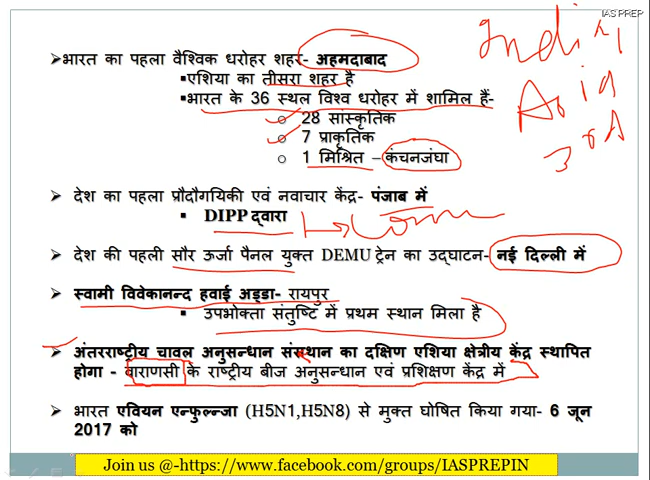 IAS PREP
भारत का पहला वैश्विक धरोहर शहर- अहमदाबाद
एशिया का तीसरा शहर है
भारत के 36 स्थल विश्व धरोहर में शामिल हैं-
28 सांस्कृतिक
7 प्राकृतिक
1 मिश्रित – कंचनजंघा
देश का पहला प्रौदौगयिकी एवं नवाचार केंद्र- पंजाब में
DIPP द्वारा
देश की पहली सौर ऊर्जा पैनल युक्त DEMU ट्रेन का उद्घाटन- नई दिल्ली में
स्वामी विवेकानन्द हवाई अड्डा- रायपुर
उपभोक्ता संतुष्टि में प्रथम स्थान मिला है
अंतरराष्ट्रीय चावल अनुसन्धान संस्थान का दक्षिण एशिया क्षेत्रीय केंद्र स्थापित
होगा - वाराणसी के राष्ट्रीय बीज अनुसन्धान एवं प्रशिक्षण केंद्र में
भारत एवियन एन्फुल्न्जा (H5N1,H5N8) से मुक्त घोषित किया गया- 6 जून
2017 को
Join us @-https://www.facebook.com/groups/IASPREPIN